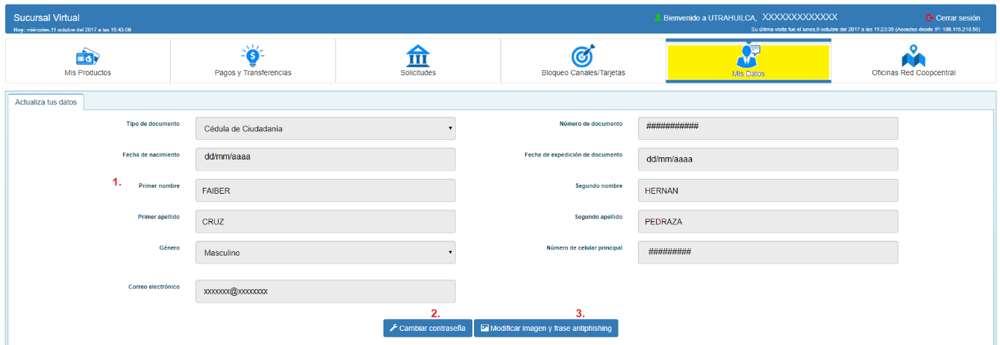 Sucursal Virtual
Bienvenido a UTRAHUILCA, XXXXXXXXXXXXX
Cerrar sesión
Hoy: miércoles,11 octubre del 2017 a las 15:43:09
Su última visita fue el lunes,9 octubre del 2017 a las 11:23:35 (Accedes desde IP: 186.115.218.58)
Mis Productos
Pagos y Transferencias
Solicitudes
Bloqueo Canales/Tarjetas
Mis Datos
Oficinas Red Coopcentral
Actualiza tus datos
Tipo de documento
Cédula de Ciudadanía
Número de documento
###########
Fecha de nacimiento
dd/mm/aaaa
Fecha de expedición de documento
dd/mm/aaaa
1.
Primer nombre
FAIBER
Segundo nombre
HERNAN
Primer apellido
CRUZ
Segundo apellido
PEDRAZA
Género
Masculino
Número de celular principal
#########
Correo electrónico
xxxxxxx@xxxxxxxx
2.
3.
Cambiar contraseña
Modificar imagen y frase antiphishing